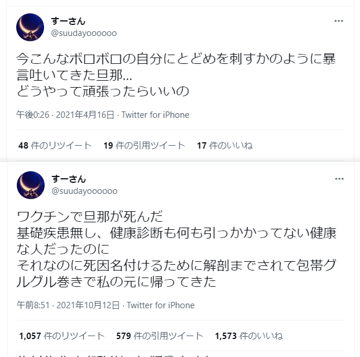 すーさん
@suudayoooooo
今こんなボロボロの自分にとどめを刺すかのように暴
言吐いてきた旦那...
どうやって頑張ったらいいの
午後0:26 · 2021年4月16日 · Twitter for iPhone
48 件のリツイート 19 件の引用ツイート 17 件のいいね
すーさん
@suudayoooooo
ワクチンで旦那が死んだ
基礎疾患無し、健康診断も何も引っかかってない健康
な人だったのに
それなのに死因名付けるために解剖までされて包帯グ
ルグル巻きで私の元に帰ってきた
午前8:51 · 2021年10月12日 · Twitter for iPhone
1,057 件のリツイート 579 件の引用ツイート 1,573 件のいいね